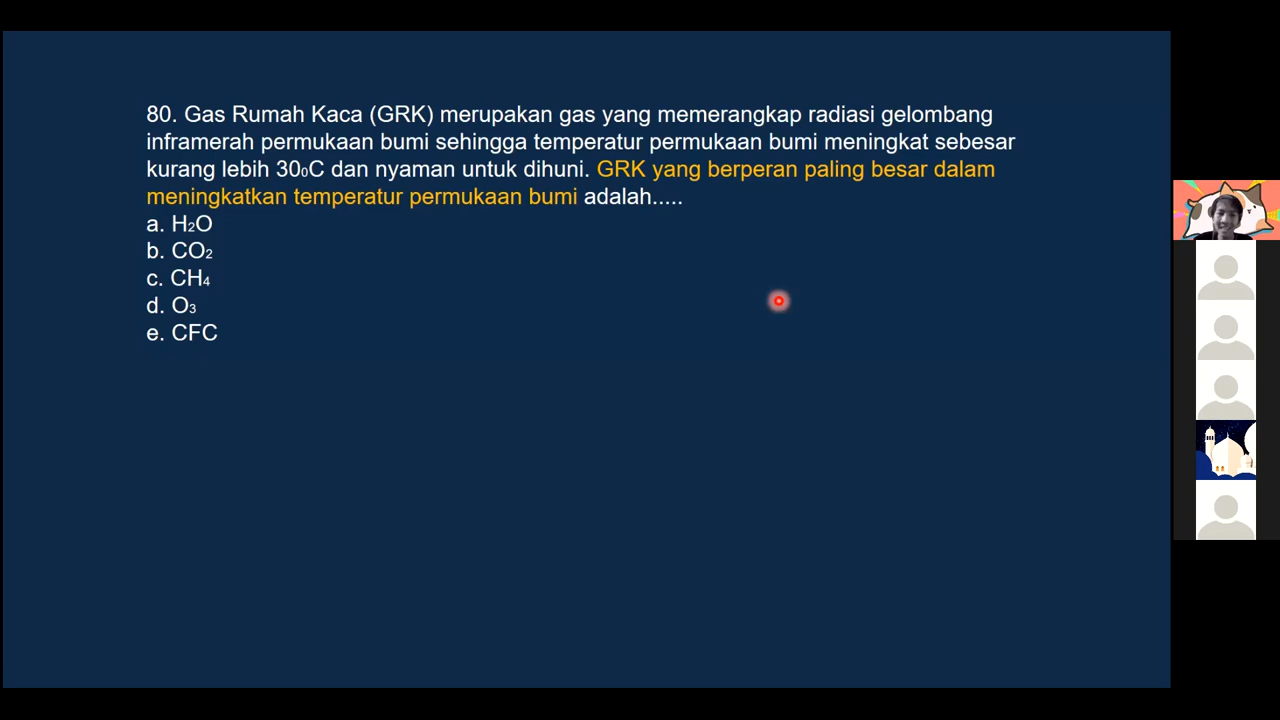 80. Gas Rumah Kaca (GRK) merupakan gas yang memerangkap radiasi gelombang
inframerah permukaan bumi sehingga temperatur permukaan bumi meningkat sebesar
kurang lebih 30₀C dan nyaman untuk dihuni. GRK yang berperan paling besar dalam
meningkatkan temperatur permukaan bumi adalah.....
a. H₂O
b. CO₂
c. CH₄
d. O₃
e. CFC